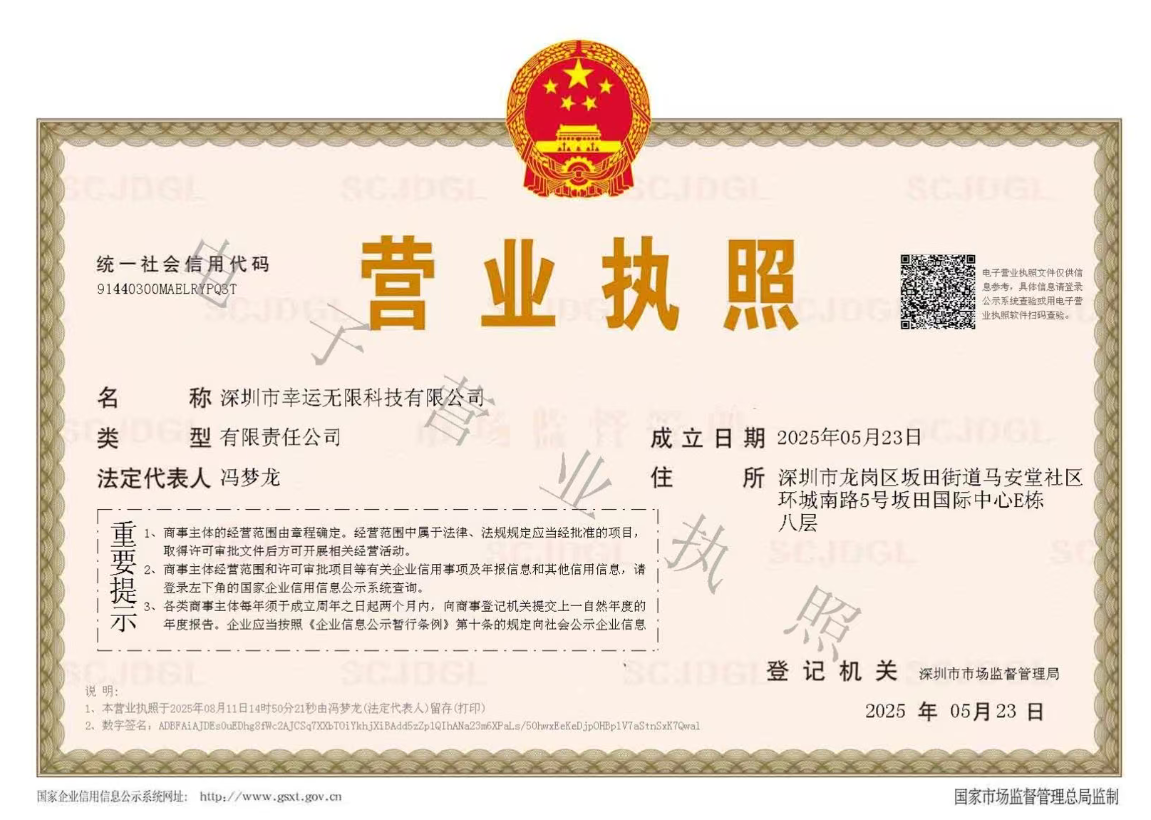 营业执照
统一社会信用代码
91440300MAELRYPQ3T
电子营业执照文件仅供信
息参考，具体信息请登录
公示系统查验或用电子营
业执照软件扫码查验。
名 称 深圳市幸运无限科技有限公司
类 型 有限责任公司
法定代表人 冯梦龙
成立日期 2025年05月23日
住 所 深圳市龙岗区坂田街道马安堂社区
环城南路5号坂田国际中心E栋
八层
重要提示
1、商事主体的经营范围由章程确定。经营范围中属于法律、法规规定应当经批准的项目，
取得许可审批文件后方可开展相关经营活动。
2、商事主体经营范围和许可审批项目等有关企业信用事项及年报信息和其他信用信息，请
登录左下角的国家企业信用信息公示系统查询。
3、各类商事主体每年须于成立周年之日起两个月内，向商事登记机关提交上一自然年度的
年度报告。企业应当按照《企业信息公示暂行条例》第十条的规定向社会公示企业信息
电子营业执照
登记机关 深圳市市场监督管理局
2025 年 05月23 日
说明:
1、本营业执照于2025年08月11日14时50分21秒由冯梦龙(法定代表人)留存(打印)
2、数字签名：
国家企业信用信息公示系统网址: http://www.gsxt.gov.cn
国家市场监督管理总局监制
SCJDGL
市场监督管理